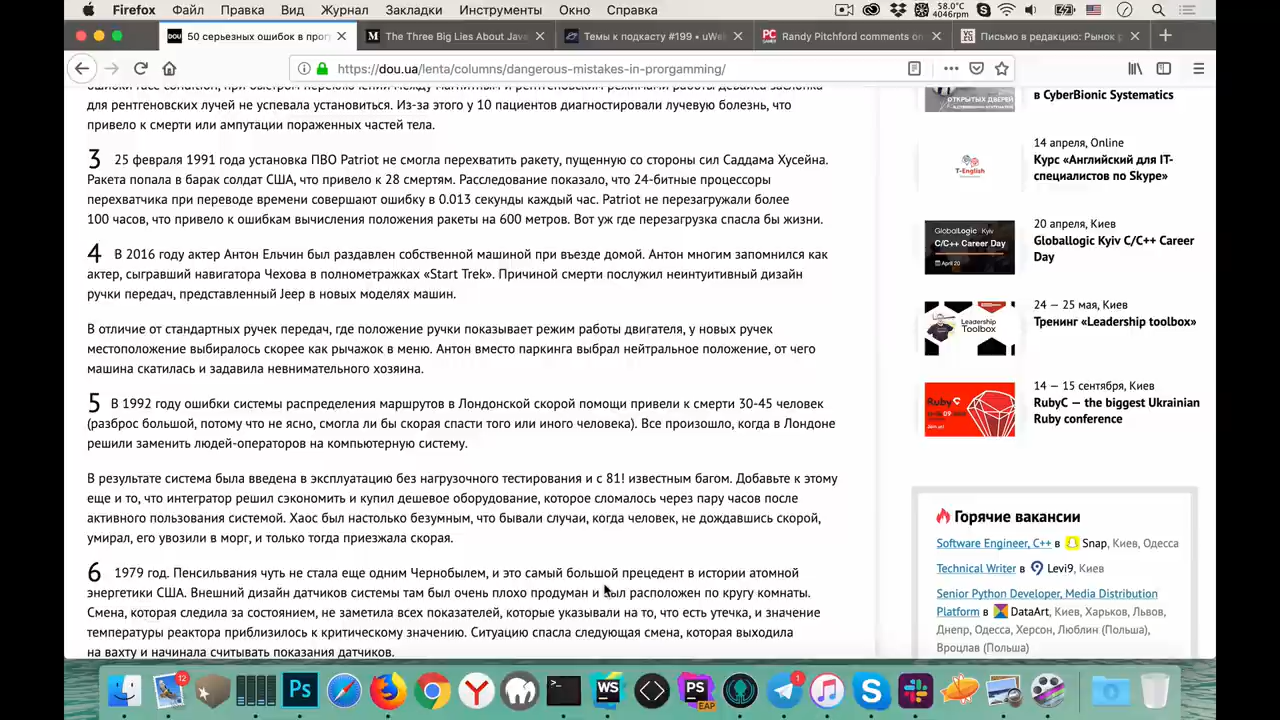 Firefox Файл Правка Вид Журнал Закладки Инструменты Окно Справка 58.0°C 4046rpm
DOU 50 серьезных ошибок в прог
M The Three Big Lies About Jav
Темы к подкасту #199 • uWe
PC GAMER Randy Pitchford comments o
Письмо в редакцию: Рынок р
https://dou.ua/lenta/columns/dangerous-mistakes-in-prorgamming/
для рентгеновских лучей не успевала установиться. Из-за этого у 10 пациентов диагностировали лучевую болезнь, что
привело к смерти или ампутации пораженных частей тела.
3 25 февраля 1991 года установка ПВО Patriot не смогла перехватить ракету, пущенную со стороны сил Саддама Хусейна.
Ракета попала в барак солдат США, что привело к 28 смертям. Расследование показало, что 24-битные процессоры
перехватчика при переводе времени совершают ошибку в 0.013 секунды каждый час. Patriot не перезагружали более
100 часов, что привело к ошибкам вычисления положения ракеты на 600 метров. Вот уж где перезагрузка спасла бы жизни.
4 В 2016 году актер Антон Ельчин был раздавлен собственной машиной при въезде домой. Антон многим запомнился как
актер, сыгравший навигатора Чехова в полнометражках «Start Trek». Причиной смерти послужил неинтуитивный дизайн
ручки передач, представленный Jeep в новых моделях машин.
В отличие от стандартных ручек передач, где положение ручки показывает режим работы двигателя, у новых ручек
местоположение выбиралось скорее как рычажок в меню. Антон вместо паркинга выбрал нейтральное положение, от чего
машина скатилась и задавила невнимательного хозяина.
5 В 1992 году ошибки системы распределения маршрутов в Лондонской скорой помощи привели к смерти 30-45 человек
(разброс большой, потому что не ясно, смогла ли бы скорая спасти того или иного человека). Все произошло, когда в Лондоне
решили заменить людей-операторов на компьютерную систему.
В результате система была введена в эксплуатацию без нагрузочного тестирования и с 81! известным багом. Добавьте к этому
еще и то, что интегратор решил сэкономить и купил дешевое оборудование, которое сломалось через пару часов после
активного пользования системой. Хаос был настолько безумным, что бывали случаи, когда человек, не дождавшись скорой,
умирал, его увозили в морг, и только тогда приезжала скорая.
6 1979 год. Пенсильвания чуть не стала еще одним Чернобылем, и это самый большой прецедент в истории атомной
энергетики США. Внешний дизайн датчиков системы там был очень плохо продуман и был расположен по кругу комнаты.
Смена, которая следила за состоянием, не заметила всех показателей, которые указывали на то, что есть утечка, и значение
температуры реактора приблизилось к критическому значению. Ситуацию спасла следующая смена, которая выходила
на вахту и начинала считывать показания датчиков.
ОТКРЫТЫХ ДВЕРЕЙ
в CyberBionic Systematics
T-English
14 апреля, Online
Курс «Английский для IT-
специалистов по Skype»
GlobalLogic Kyiv
C/C++ Career Day
April 20
20 апреля, Киев
Globallogic Kyiv C/C++ Career
Day
Leadership
Toolbox
24 — 25 мая, Киев
Тренинг «Leadership toolbox»
RubyC
14 — 15 сентября, Киев
RubyC — the biggest Ukrainian
Ruby conference
Горячие вакансии
Software Engineer, C++ в Snap, Киев, Одесса
Technical Writer в Levi9, Киев
Senior Python Developer, Media Distribution
Platform в DataArt, Киев, Харьков, Львов,
Днепр, Одесса, Херсон, Люблин (Польша),
Вроцлав (Польша)
12
Ps
WS
PS
EAP
1